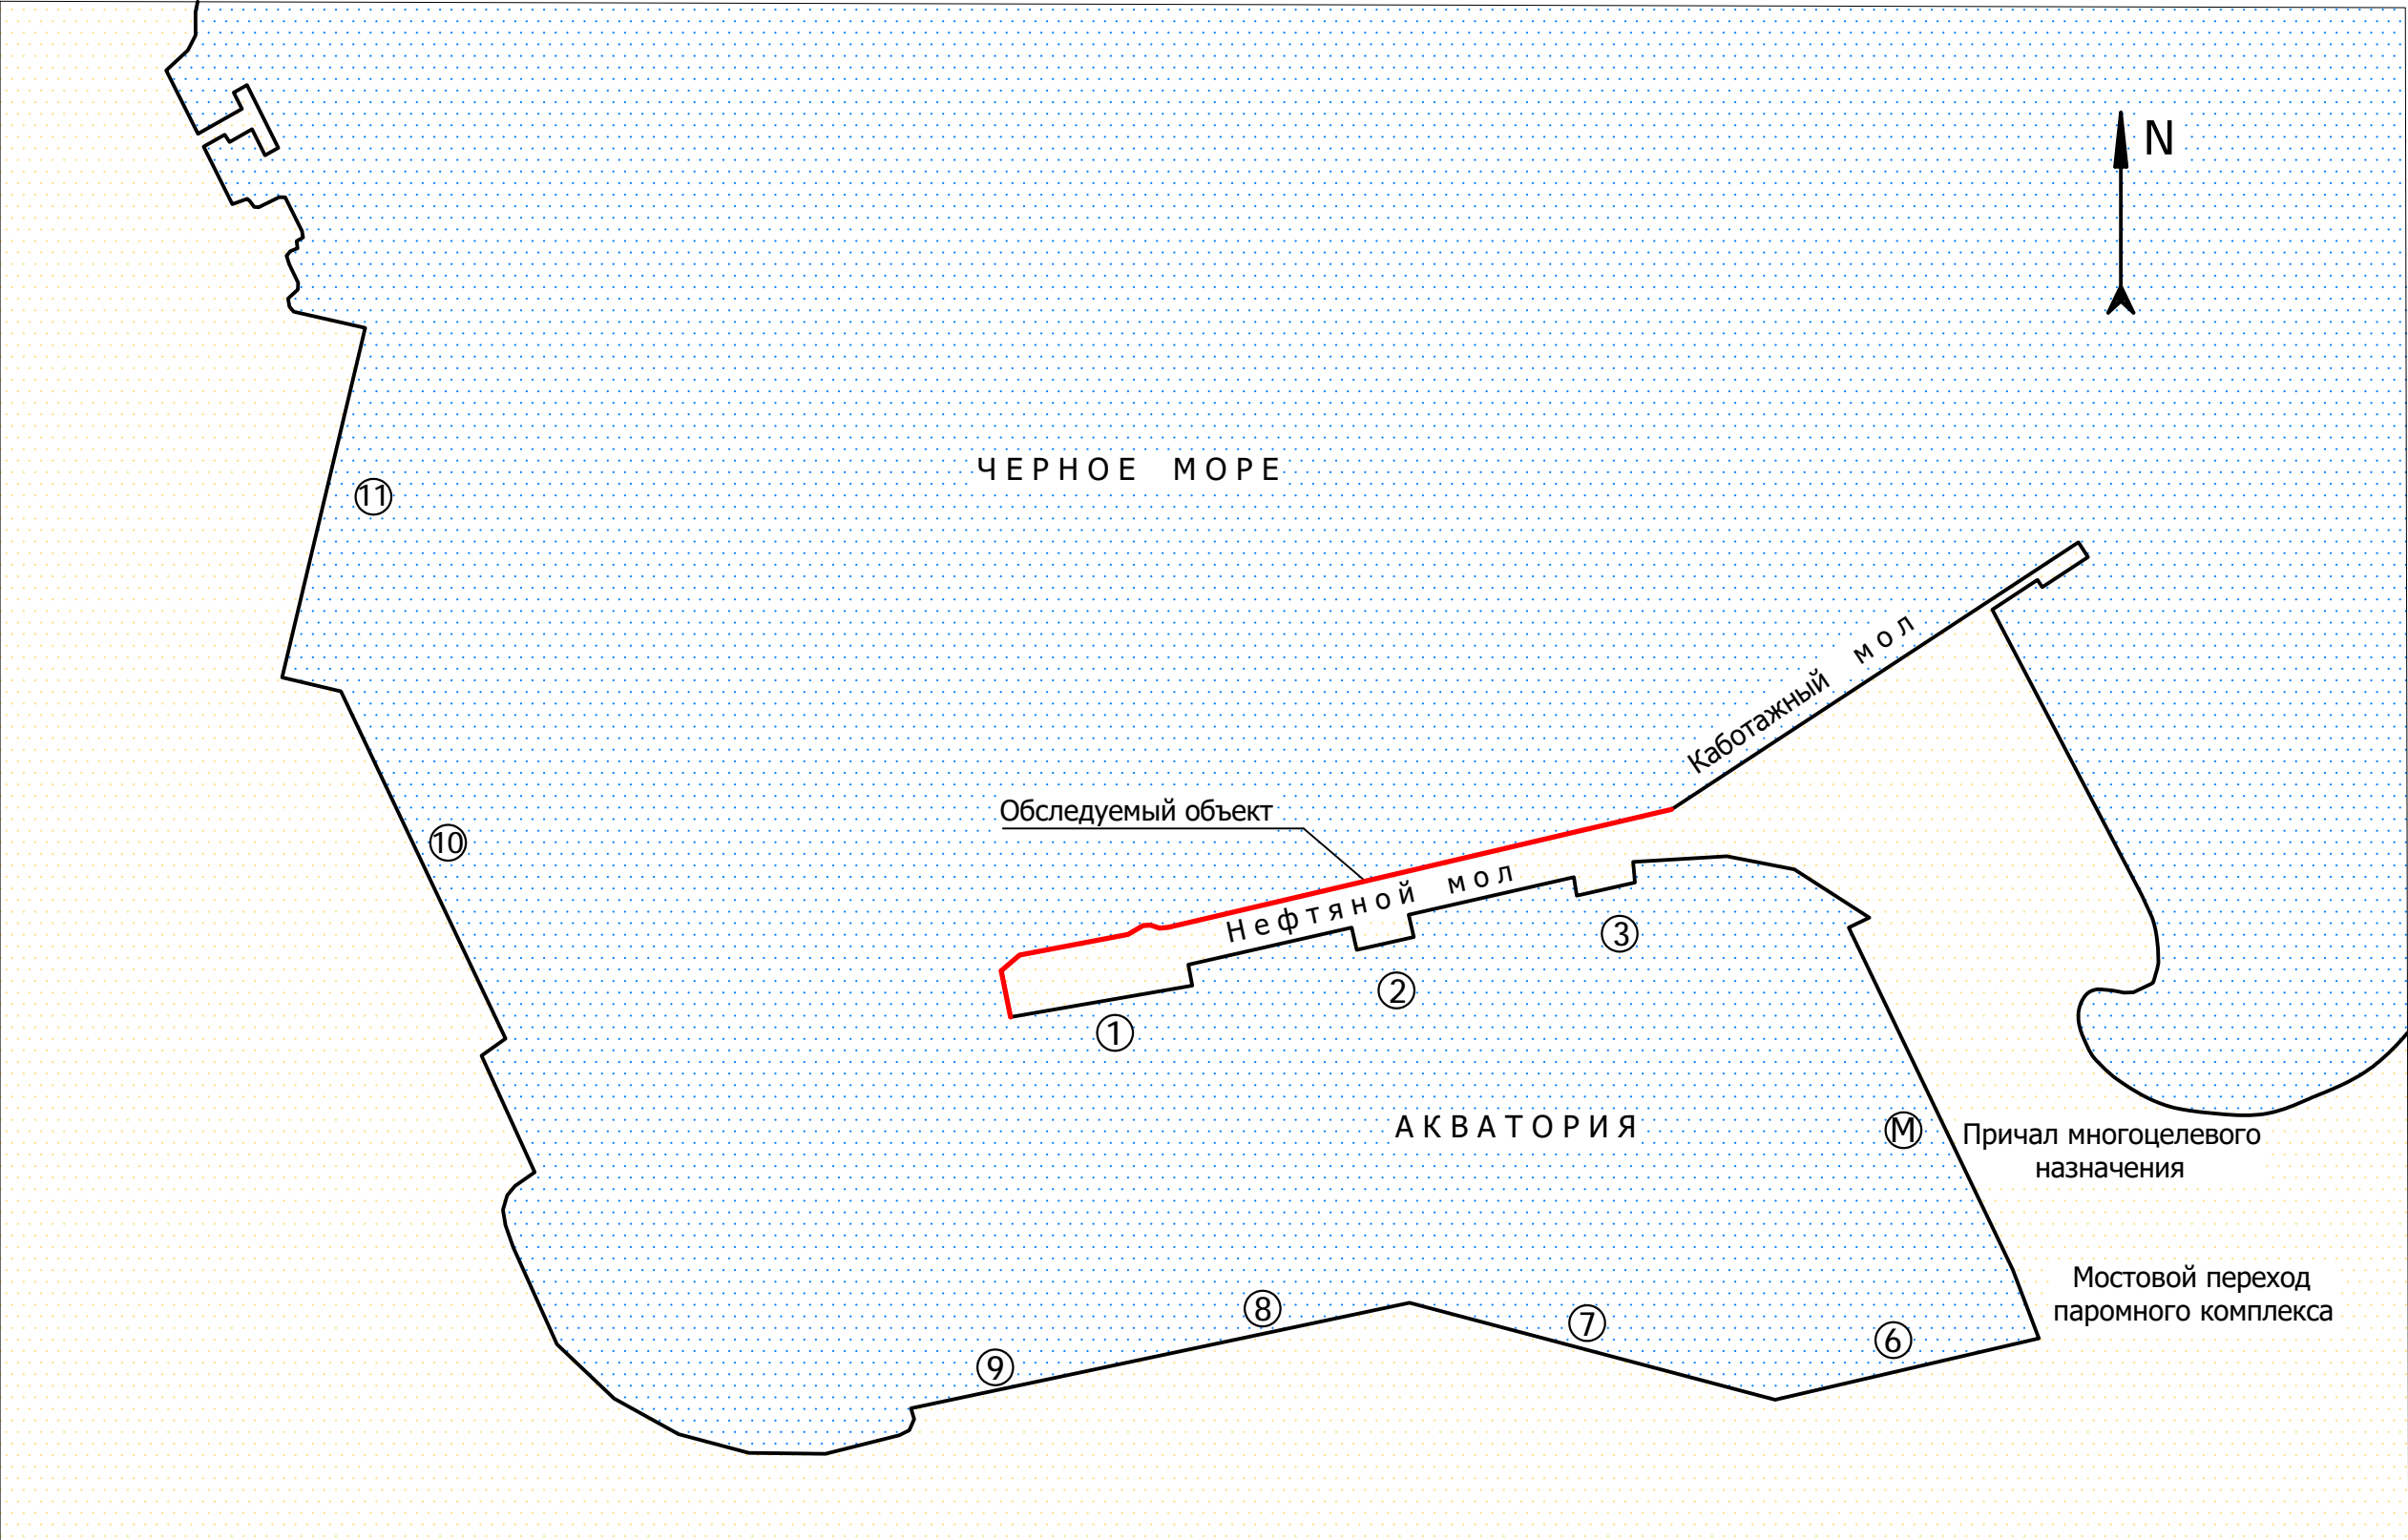 N
⑪
ЧЕРНОЕ МОРЕ
Каботажный мол
Обследуемый объект
⑩
Нефтяной мол
③
②
①
АКВАТОРИЯ
Ⓜ
Причал многоцелевого
назначения
Мостовой переход
паромного комплекса
⑧
⑦
⑥
⑨